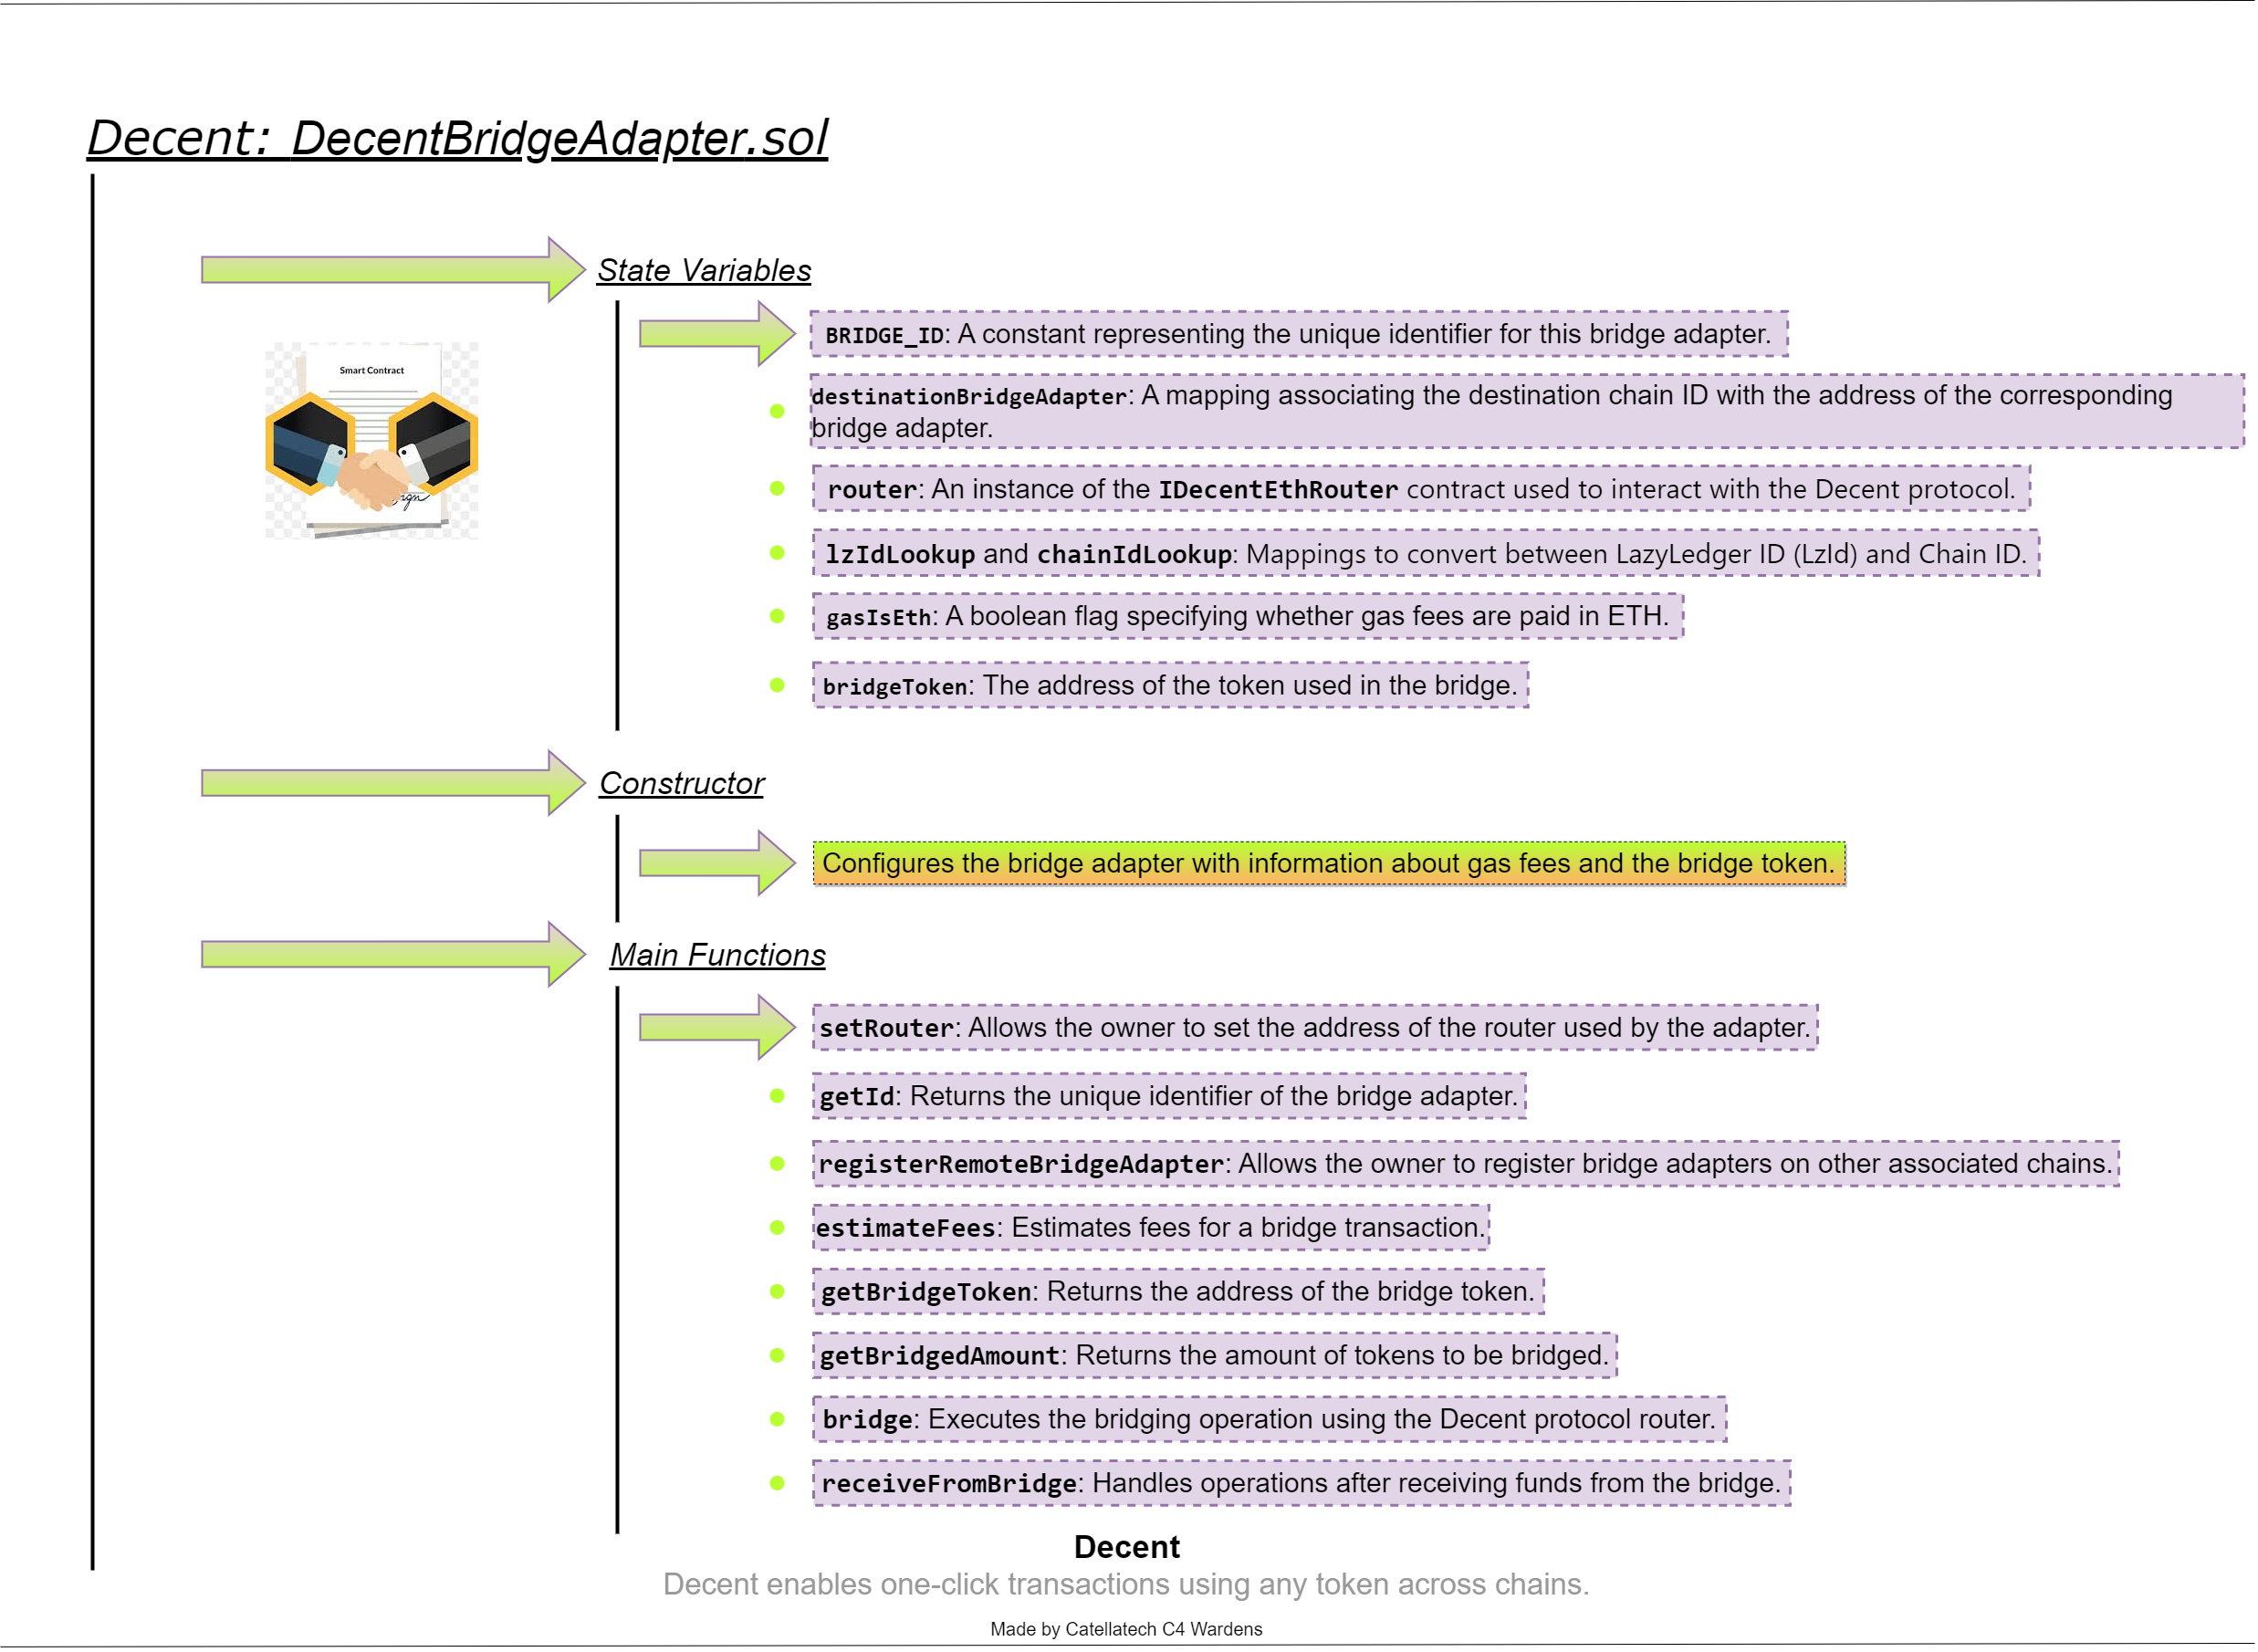 Decent: DecentBridgeAdapter.sol
State Variables
BRIDGE_ID: A constant representing the unique identifier for this bridge adapter.
Smart Contract
destinationBridgeAdapter: A mapping associating the destination chain ID with the address of the corresponding
bridge adapter.
router: An instance of the IDecentEthRouter contract used to interact with the Decent protocol.
lzIdLookup and chainIdLookup: Mappings to convert between LazyLedger ID (LzId) and Chain ID.
gasIsEth: A boolean flag specifying whether gas fees are paid in ETH.
bridgeToken: The address of the token used in the bridge.
Constructor
Configures the bridge adapter with information about gas fees and the bridge token.
Main Functions
setRouter: Allows the owner to set the address of the router used by the adapter.
getId: Returns the unique identifier of the bridge adapter.
registerRemoteBridgeAdapter: Allows the owner to register bridge adapters on other associated chains.
estimateFees: Estimates fees for a bridge transaction.
getBridgeToken: Returns the address of the bridge token.
getBridgedAmount: Returns the amount of tokens to be bridged.
bridge: Executes the bridging operation using the Decent protocol router.
receiveFromBridge: Handles operations after receiving funds from the bridge.
Decent
Decent enables one-click transactions using any token across chains.
Made by Catellatech C4 Wardens